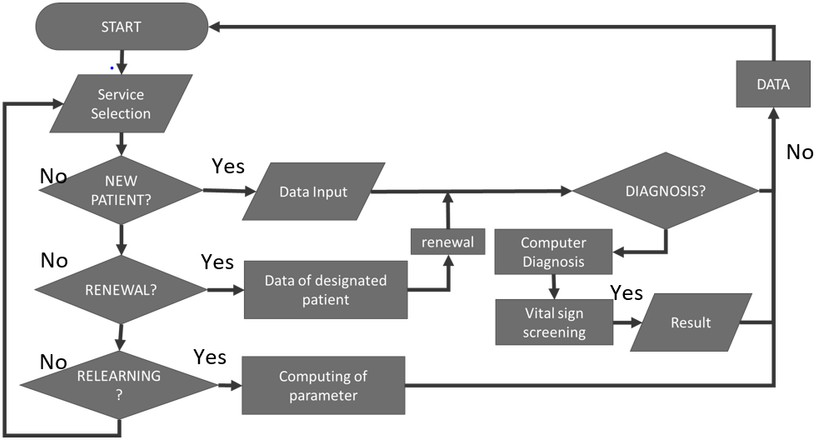 START
Service
Selection
DATA
No
No
Yes
NEW
PATIENT?
Data Input
DIAGNOSIS?
renewal
Computer
Diagnosis
No
Yes
RENEWAL?
Data of designated
patient
Yes
Vital sign
screening
Result
No
Yes
RELEARNING
?
Computing of
parameter